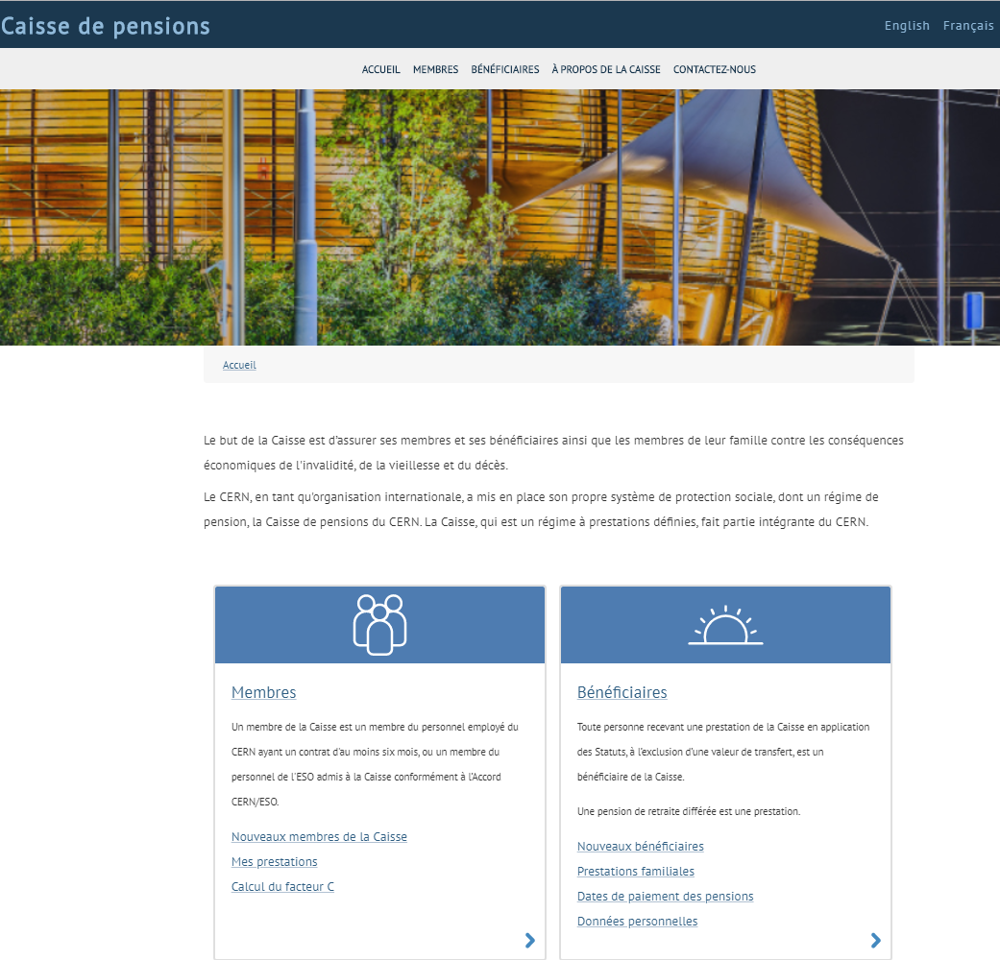 Caisse de pensions
English Français
ACCUEIL MEMBRES BÉNÉFICIAIRES À PROPOS DE LA CAISSE CONTACTEZ-NOUS
Accueil
Le but de la Caisse est d'assurer ses membres et ses bénéficiaires ainsi que les membres de leur famille contre les conséquences
économiques de l'invalidité, de la vieillesse et du décès.
Le CERN, en tant qu'organisation internationale, a mis en place son propre système de protection sociale, dont un régime de
pension, la Caisse de pensions du CERN. La Caisse, qui est un régime à prestations définies, fait partie intégrante du CERN.
Membres
Un membre de la Caisse est un membre du personnel employé du
CERN ayant un contrat d'au moins six mois, ou un membre du
personnel de l'ESO admis à la Caisse conformément à l'Accord
CERN/ESO.
Nouveaux membres de la Caisse
Mes prestations
Calcul du facteur C
Bénéficiaires
Toute personne recevant une prestation de la Caisse en application
des Statuts, à l'exclusion d'une valeur de transfert, est un
bénéficiaire de la Caisse.
Une pension de retraite différée est une prestation.
Nouveaux bénéficiaires
Prestations familiales
Dates de paiement des pensions
Données personnelles